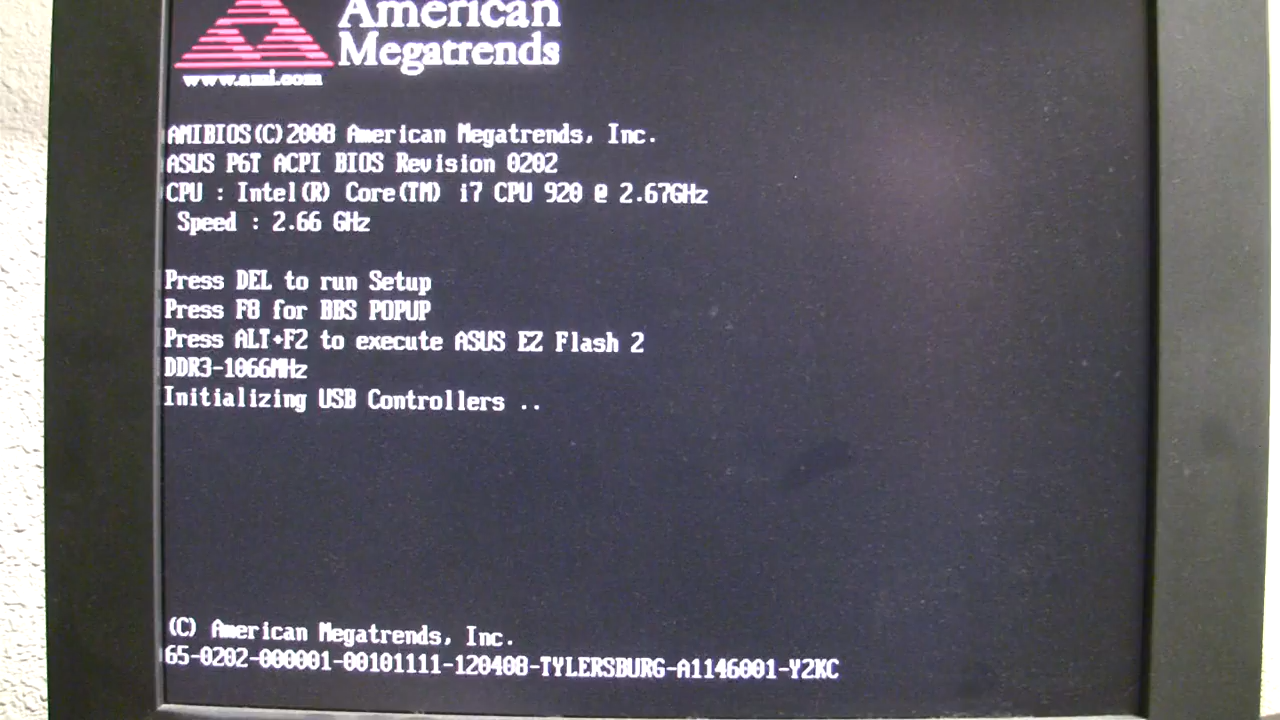 American
Megatrends
www.ami.com
AMIBIOS(C)2008 American Megatrends, Inc.
ASUS P6T ACPI BIOS Revision 0202
CPU : Intel(R) Core(TM) i7 CPU 920 @ 2.67GHz
Speed : 2.66 GHz
Press DEL to run Setup
Press F8 for BBS POPUP
Press ALT+F2 to execute ASUS EZ Flash 2
DDR3-1066MHz
Initializing USB Controllers ..
(C) American Megatrends, Inc.
65-0202-000001-00101111-120408-TYLERSBURG-A1146001-Y2KC